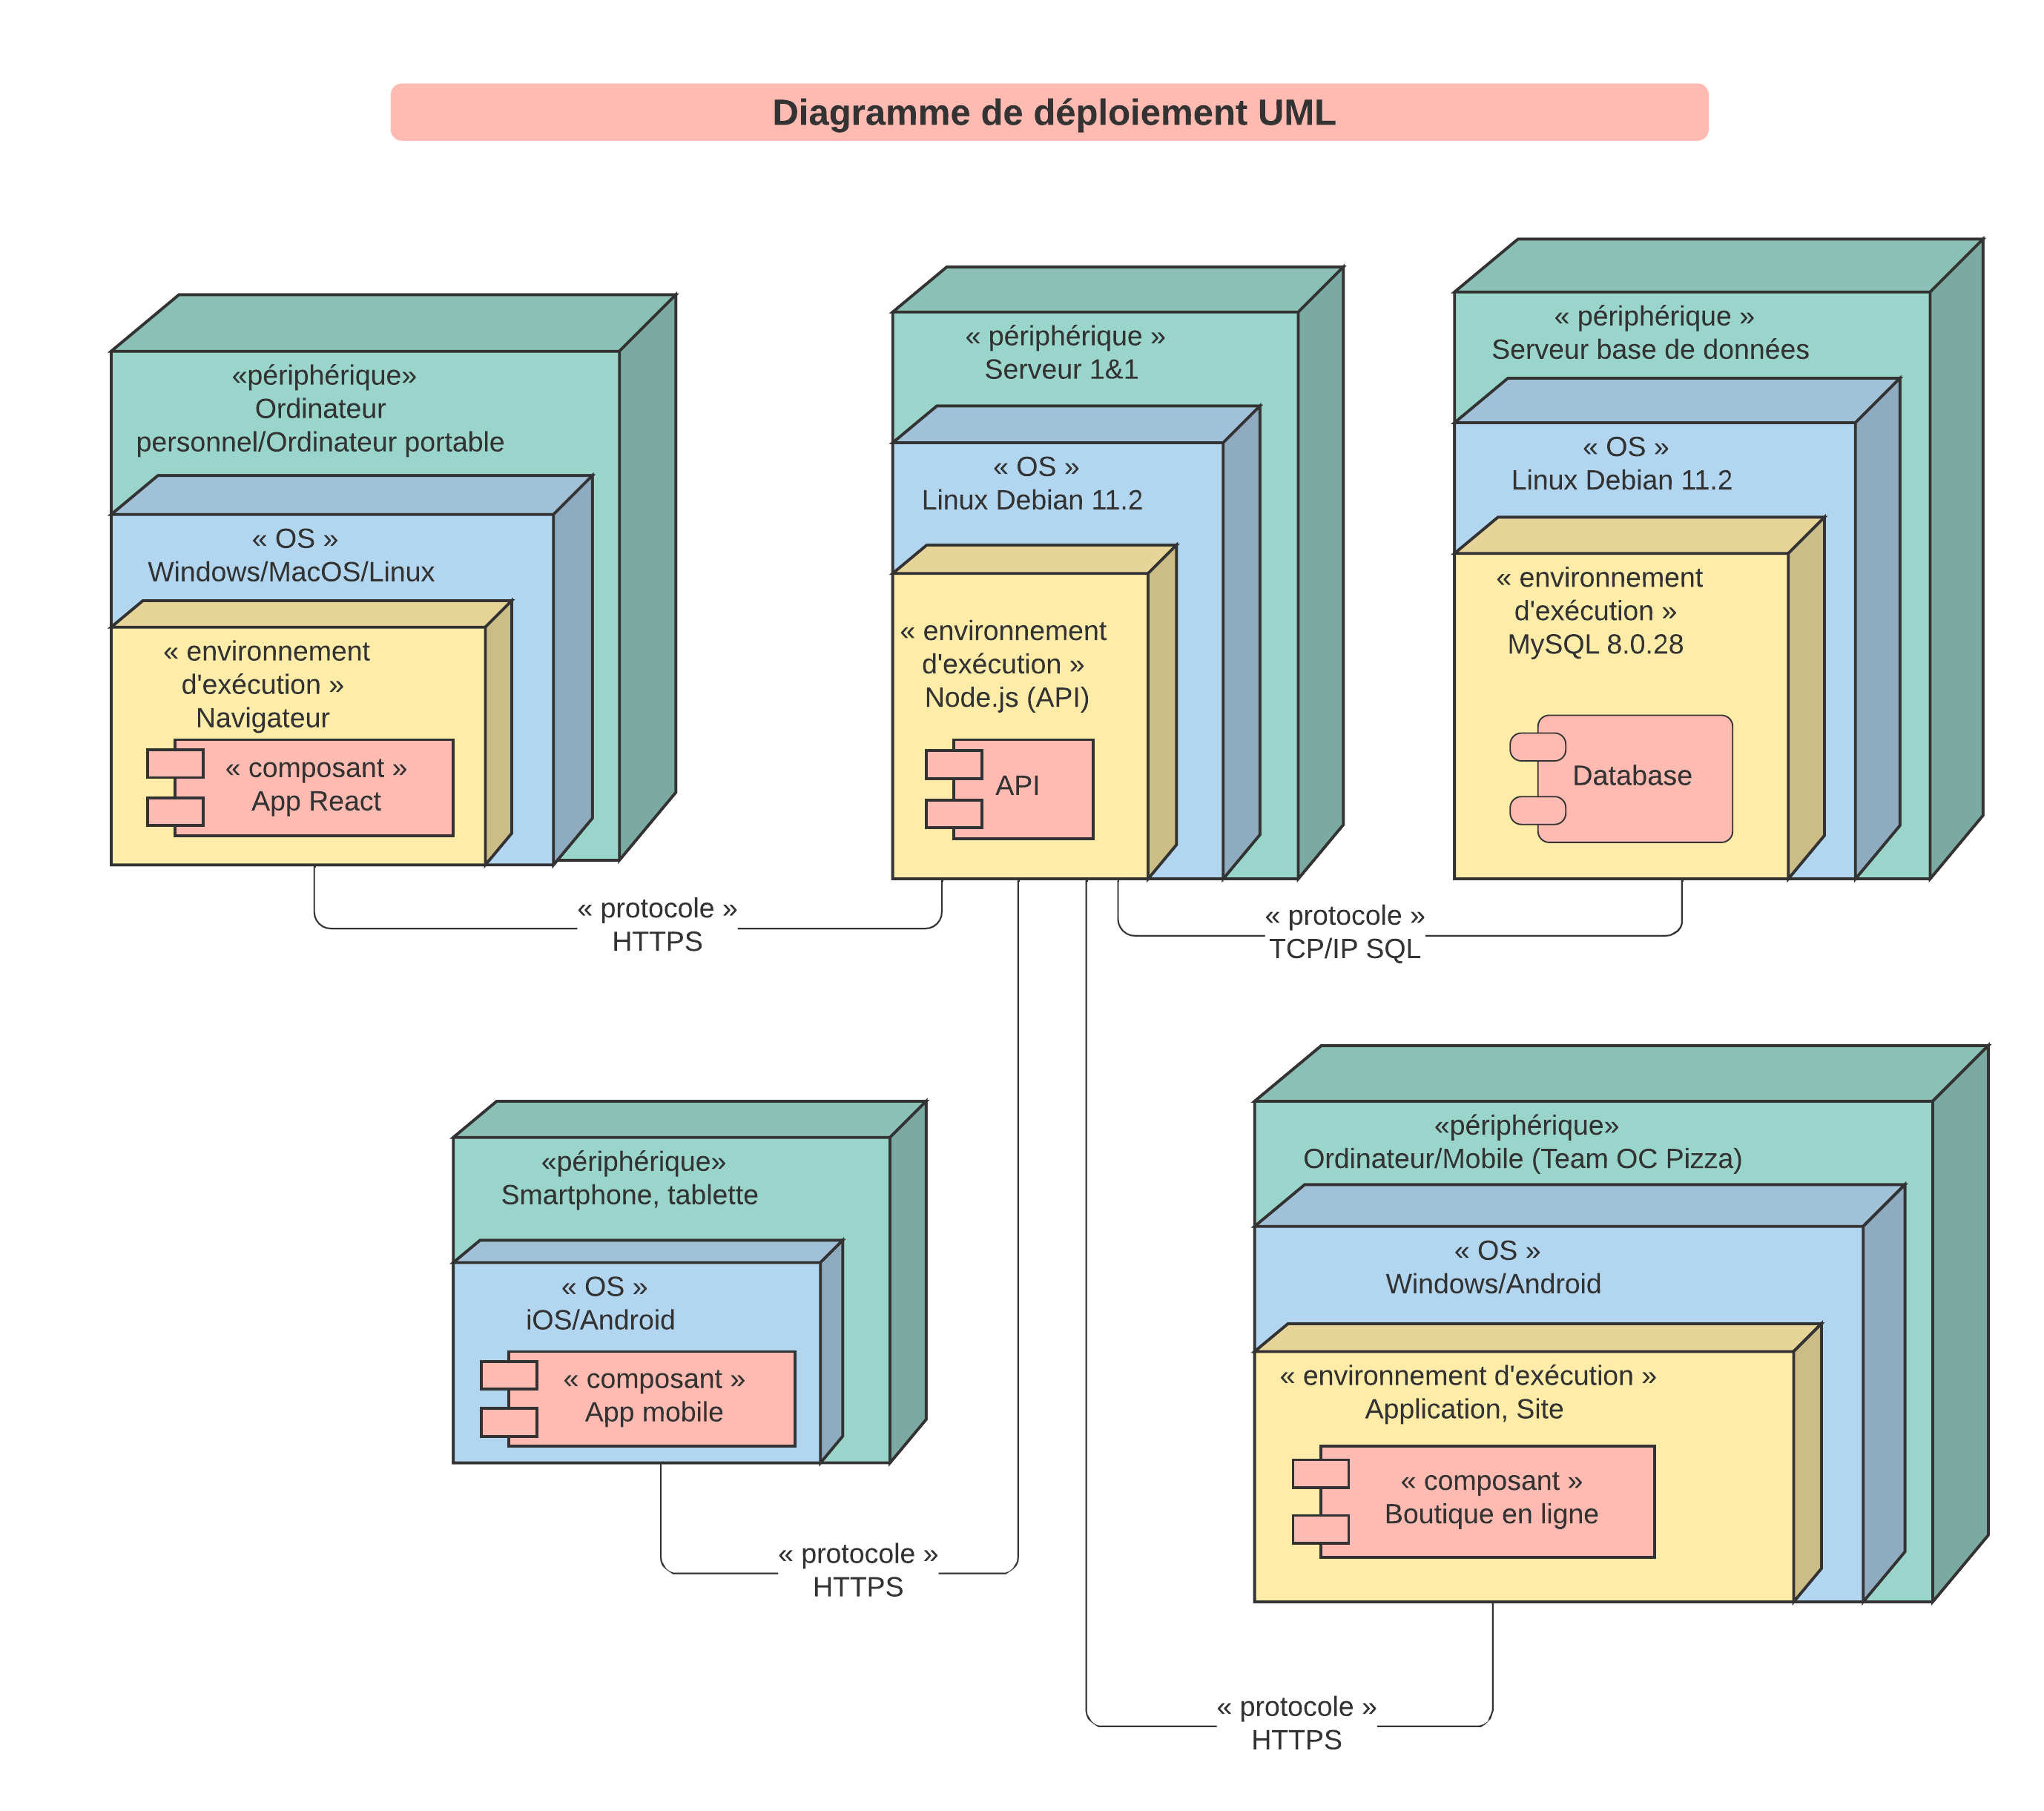 Diagramme de déploiement UML
«périphérique»
Ordinateur
personnel/Ordinateur portable
« OS »
Windows/MacOS/Linux
« environnement
d'exécution »
Navigateur
« composant »
App React
« périphérique »
Serveur 1&1
« OS »
Linux Debian 11.2
« environnement
d'exécution »
Node.js (API)
API
« périphérique »
Serveur base de données
« OS »
Linux Debian 11.2
« environnement
d'exécution »
MySQL 8.0.28
Database
« protocole »
HTTPS
« protocole »
TCP/IP SQL
«périphérique»
Smartphone, tablette
« OS »
iOS/Android
« composant »
App mobile
«périphérique»
Ordinateur/Mobile (Team OC Pizza)
« OS »
Windows/Android
« environnement d'exécution »
Application, Site
« composant »
Boutique en ligne
« protocole »
HTTPS
« protocole »
HTTPS